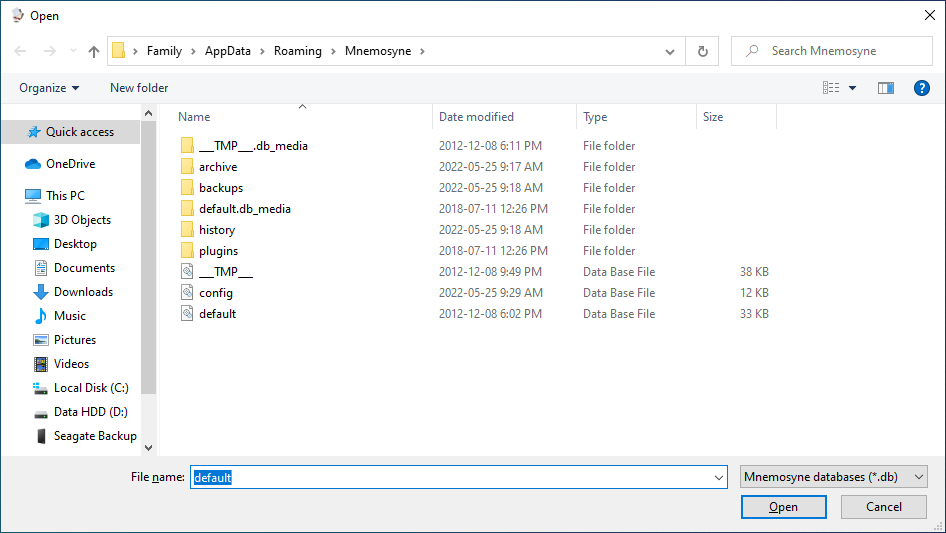 Open
Family > AppData > Roaming > Mnemosyne >
Search Mnemosyne
Organize
New folder
?
Name Date modified Type Size
Quick access
OneDrive
This PC
3D Objects
Desktop
Documents
Downloads
Music
Pictures
Videos
Local Disk (C:)
Data HDD (D:)
Seagate Backup
___TMP___.db_media 2012-12-08 6:11 PM File folder
archive 2022-05-25 9:17 AM File folder
backups 2022-05-25 9:18 AM File folder
default.db_media 2018-07-11 12:26 PM File folder
history 2022-05-25 9:18 AM File folder
plugins 2018-07-11 12:26 PM File folder
___TMP___ 2012-12-08 9:49 PM Data Base File 38 KB
config 2022-05-25 9:29 AM Data Base File 12 KB
default 2012-12-08 6:02 PM Data Base File 33 KB
File name: default
Mnemosyne databases (*.db)
Open
Cancel